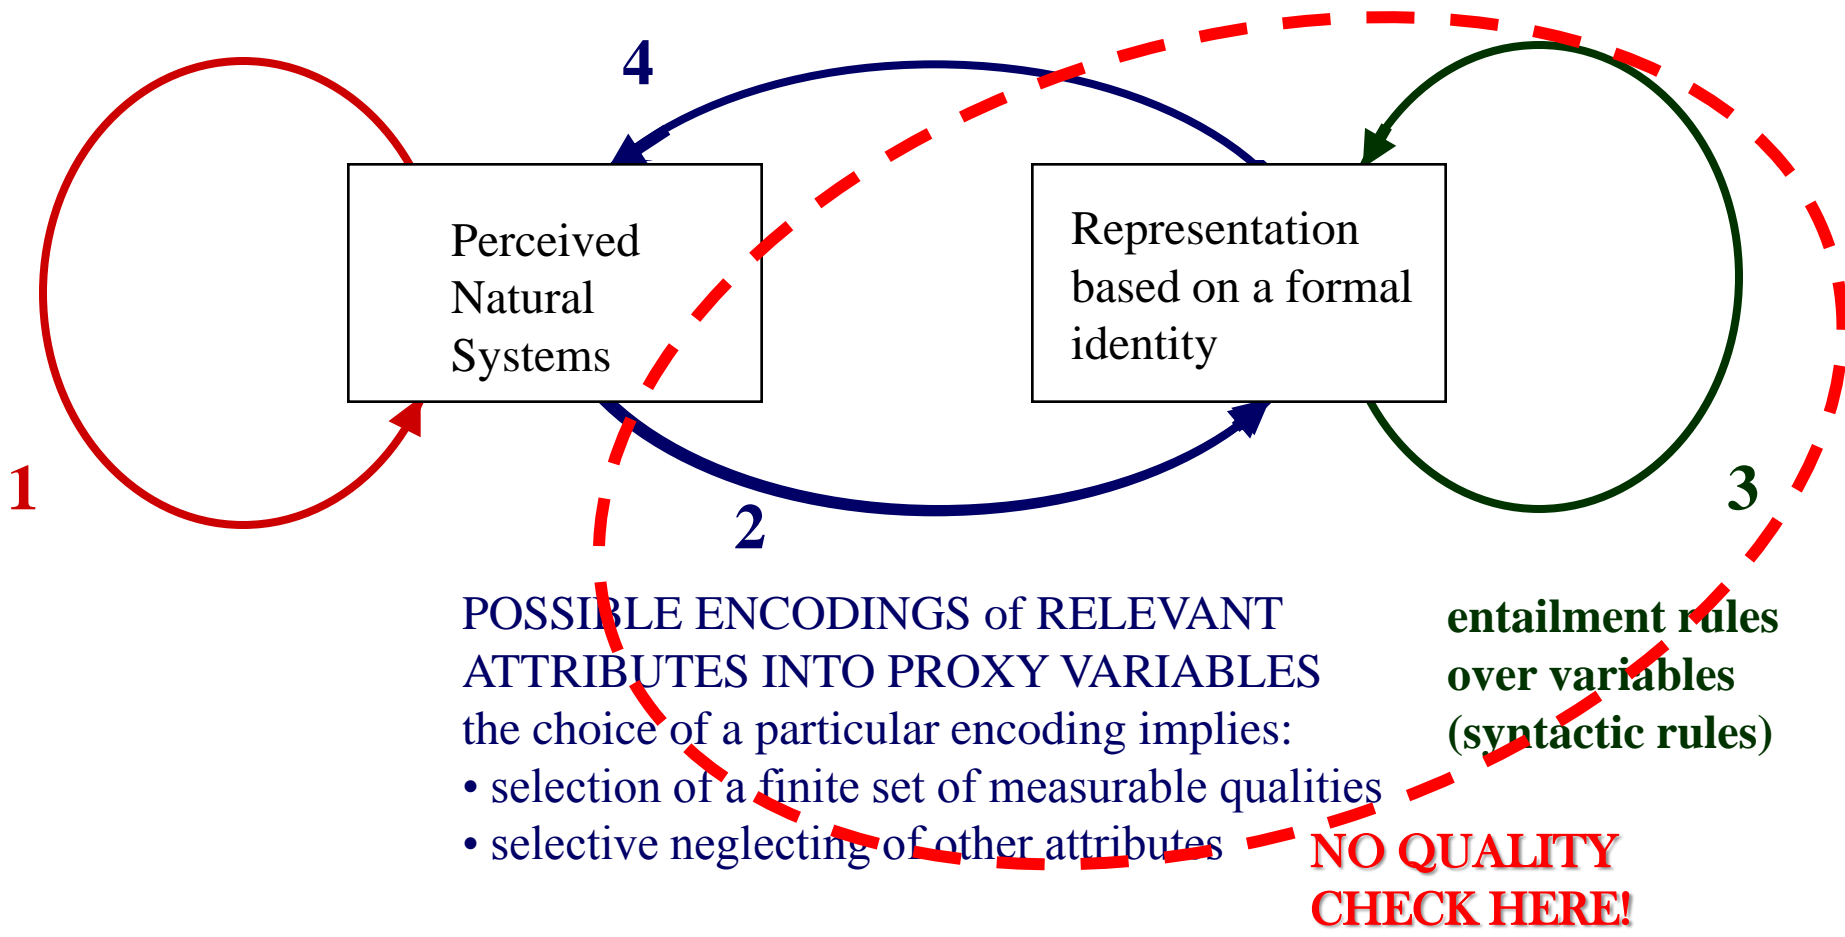 4
Perceived
Natural
Systems
Representation
based on a formal
identity
1
2
3
POSSIBLE ENCODINGS of RELEVANT
ATTRIBUTES INTO PROXY VARIABLES
the choice of a particular encoding implies:
• selection of a finite set of measurable qualities
• selective neglecting of other attributes
entailment rules
over variables
(syntactic rules)
NO QUALITY
CHECK HERE!